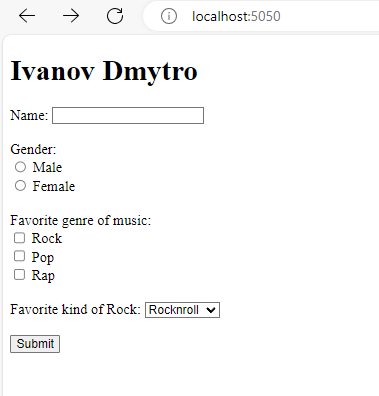 localhost:5050
Ivanov Dmytro
Name:
Gender:
Male
Female
Favorite genre of music:
Rock
Pop
Rap
Favorite kind of Rock: Rocknroll
Submit